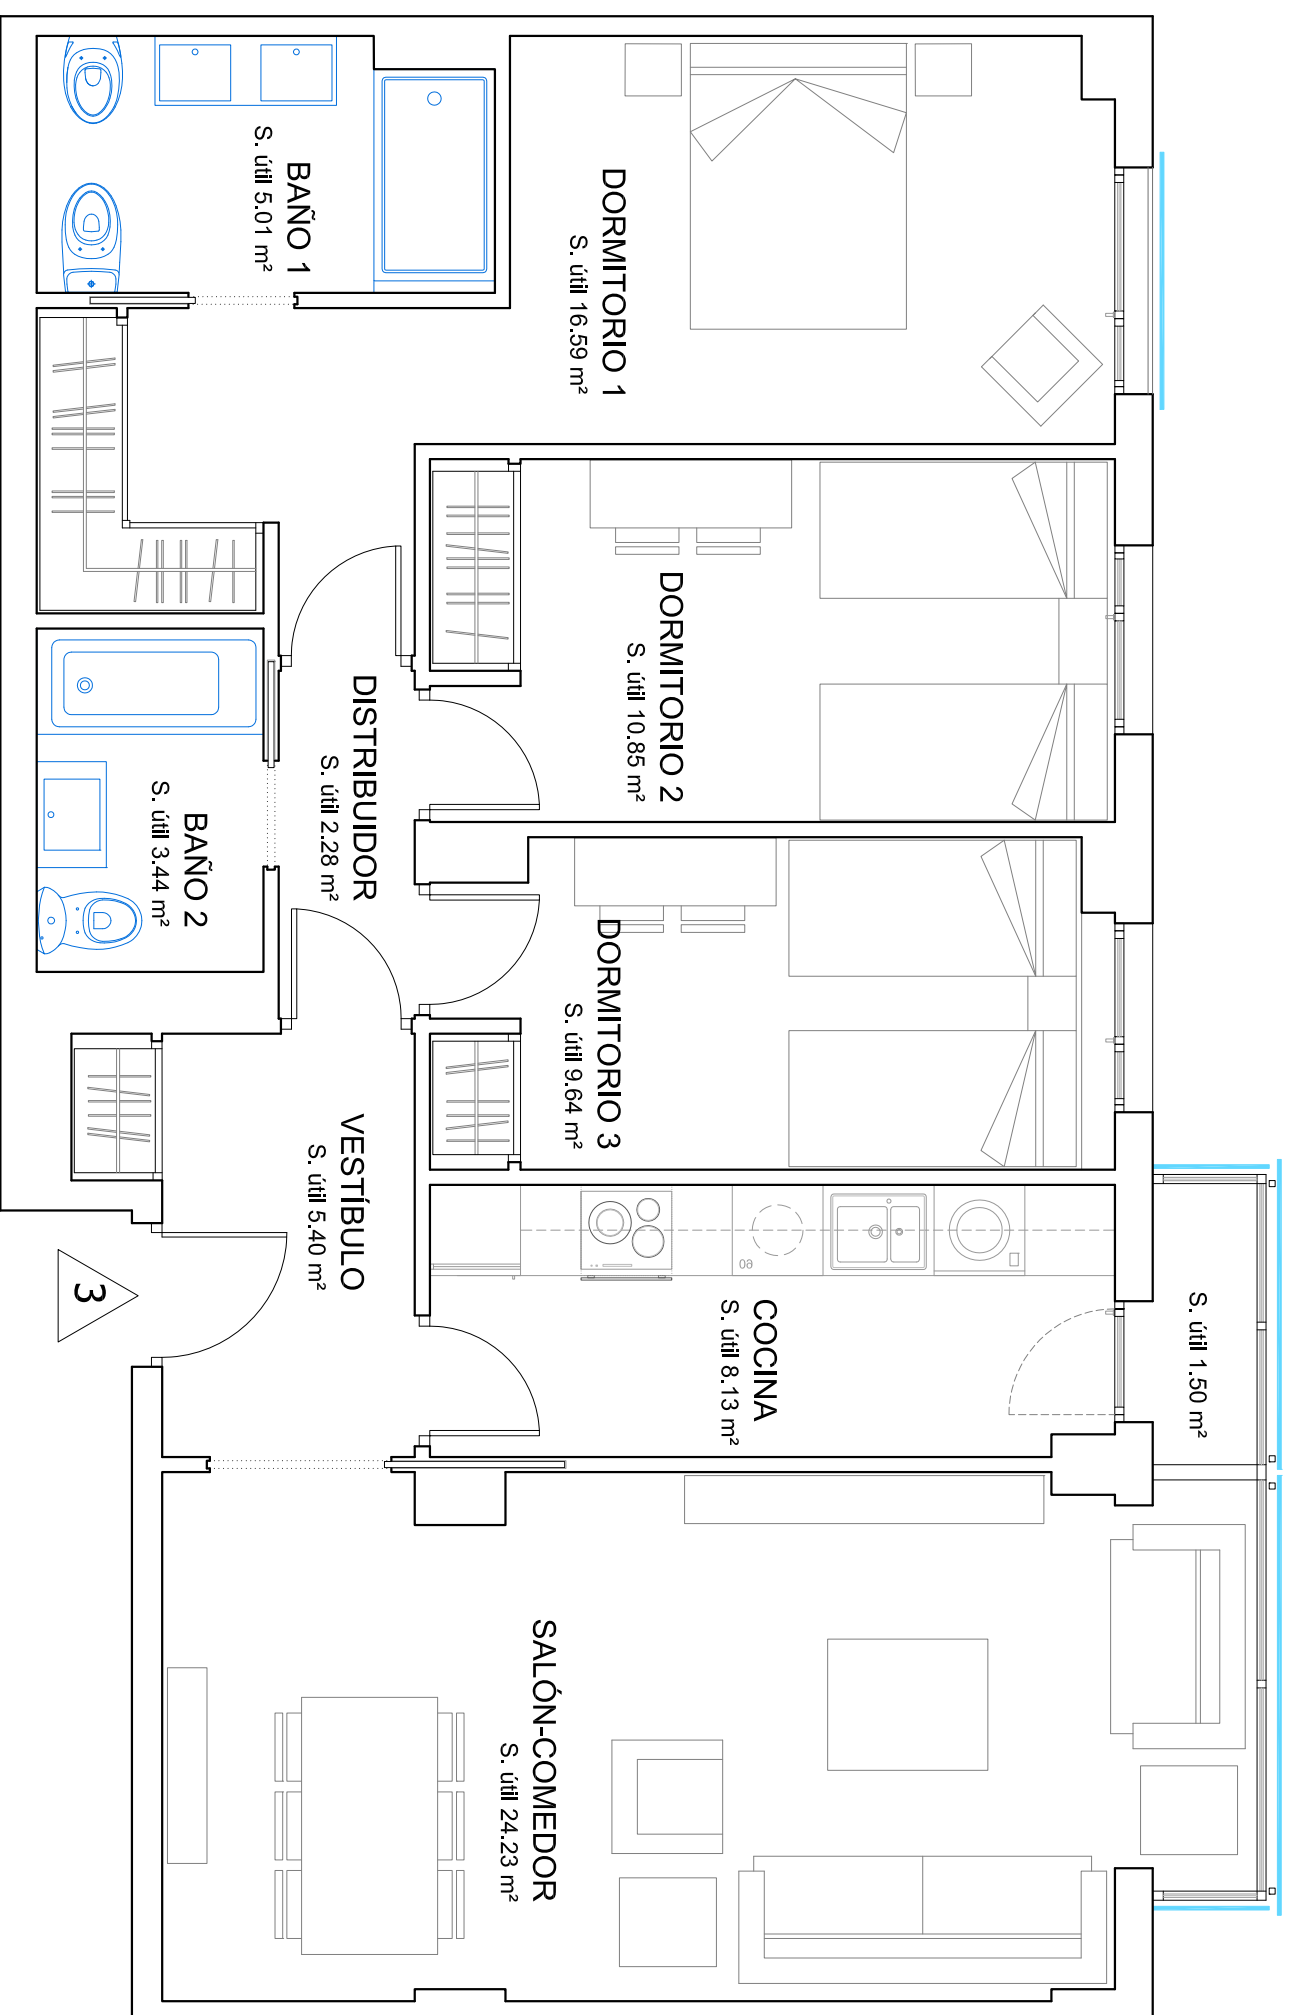 BAÑO 1
S. útil 5.01 m²
DORMITORIO 1
S. útil 16.59 m²
DORMITORIO 2
S. útil 10.85 m²
DISTRIBUIDOR
S. útil 2.28 m²
BAÑO 2
S. útil 3.44 m²
DORMITORIO 3
S. útil 9.64 m²
VESTÍBULO
S. útil 5.40 m²
3
COCINA
S. útil 8.13 m²
60
S. útil 1.50 m²
SALÓN-COMEDOR
S. útil 24.23 m²